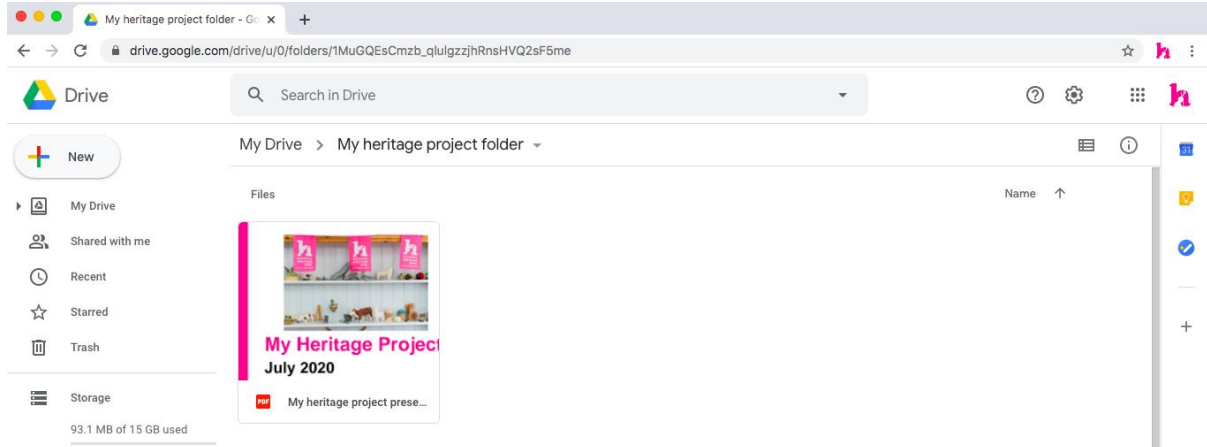 My heritage project folder - Go
drive.google.com/drive/u/0/folders/1MuGQEsCmzb_qlulgzzjhRnsHVQ2sF5me
Drive
Search in Drive
New
My Drive > My heritage project folder
My Drive
Shared with me
Recent
Starred
Trash
Storage
93.1 MB of 15 GB used
Files
Name
My Heritage Project
July 2020
PDF
My heritage project prese...
31